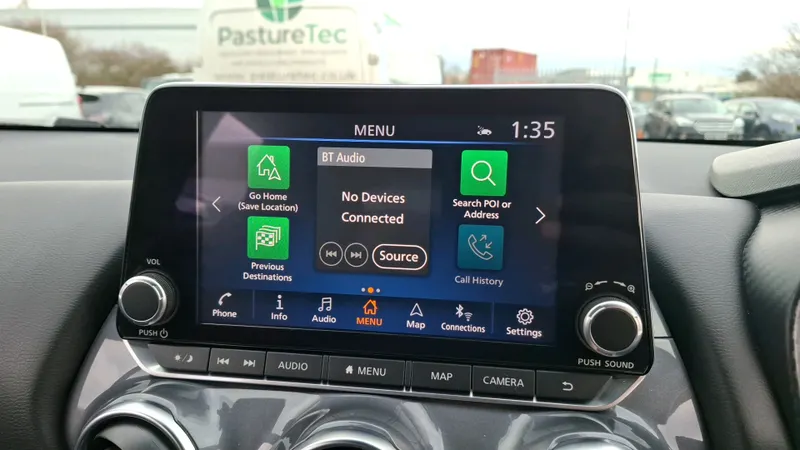 PastureTec
pasturetec.co.uk
MENU
1:35
BT Audio
No Devices
Connected
Source
Go Home
(Save Location)
Previous
Destinations
Search POI or
Address
Call History
Phone
Info
Audio
MENU
Map
Connections
Settings
VOL
PUSH
PUSH SOUND
AUDIO
MENU
MAP
CAMERA